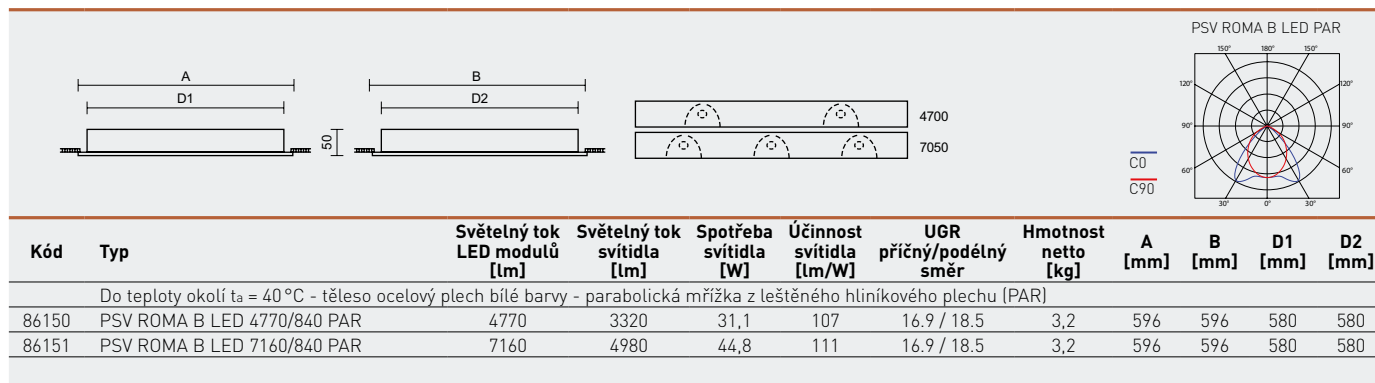 PSV ROMA B LED PAR
150° 180° 150°
120° 120°
90° 90°
60° 60°
30° 0° 30°
C0
C90
A
D1
50
B
D2
4700
7050
Kód Typ Světelný tok LED modulů [lm] Světelný tok svítidla [lm] Spotřeba svítidla [W] Účinnost svítidla [lm/W] UGR příčný/podélný směr Hmotnost netto [kg] A [mm] B [mm] D1 [mm] D2 [mm]
Do teploty okolí ta = 40°C - těleso ocelový plech bílé barvy - parabolická mřížka z leštěného hliníkového plechu (PAR)
86150 PSV ROMA B LED 4770/840 PAR 4770 3320 31,1 107 16.9 / 18.5 3,2 596 596 580 580
86151 PSV ROMA B LED 7160/840 PAR 7160 4980 44,8 111 16.9 / 18.5 3,2 596 596 580 580